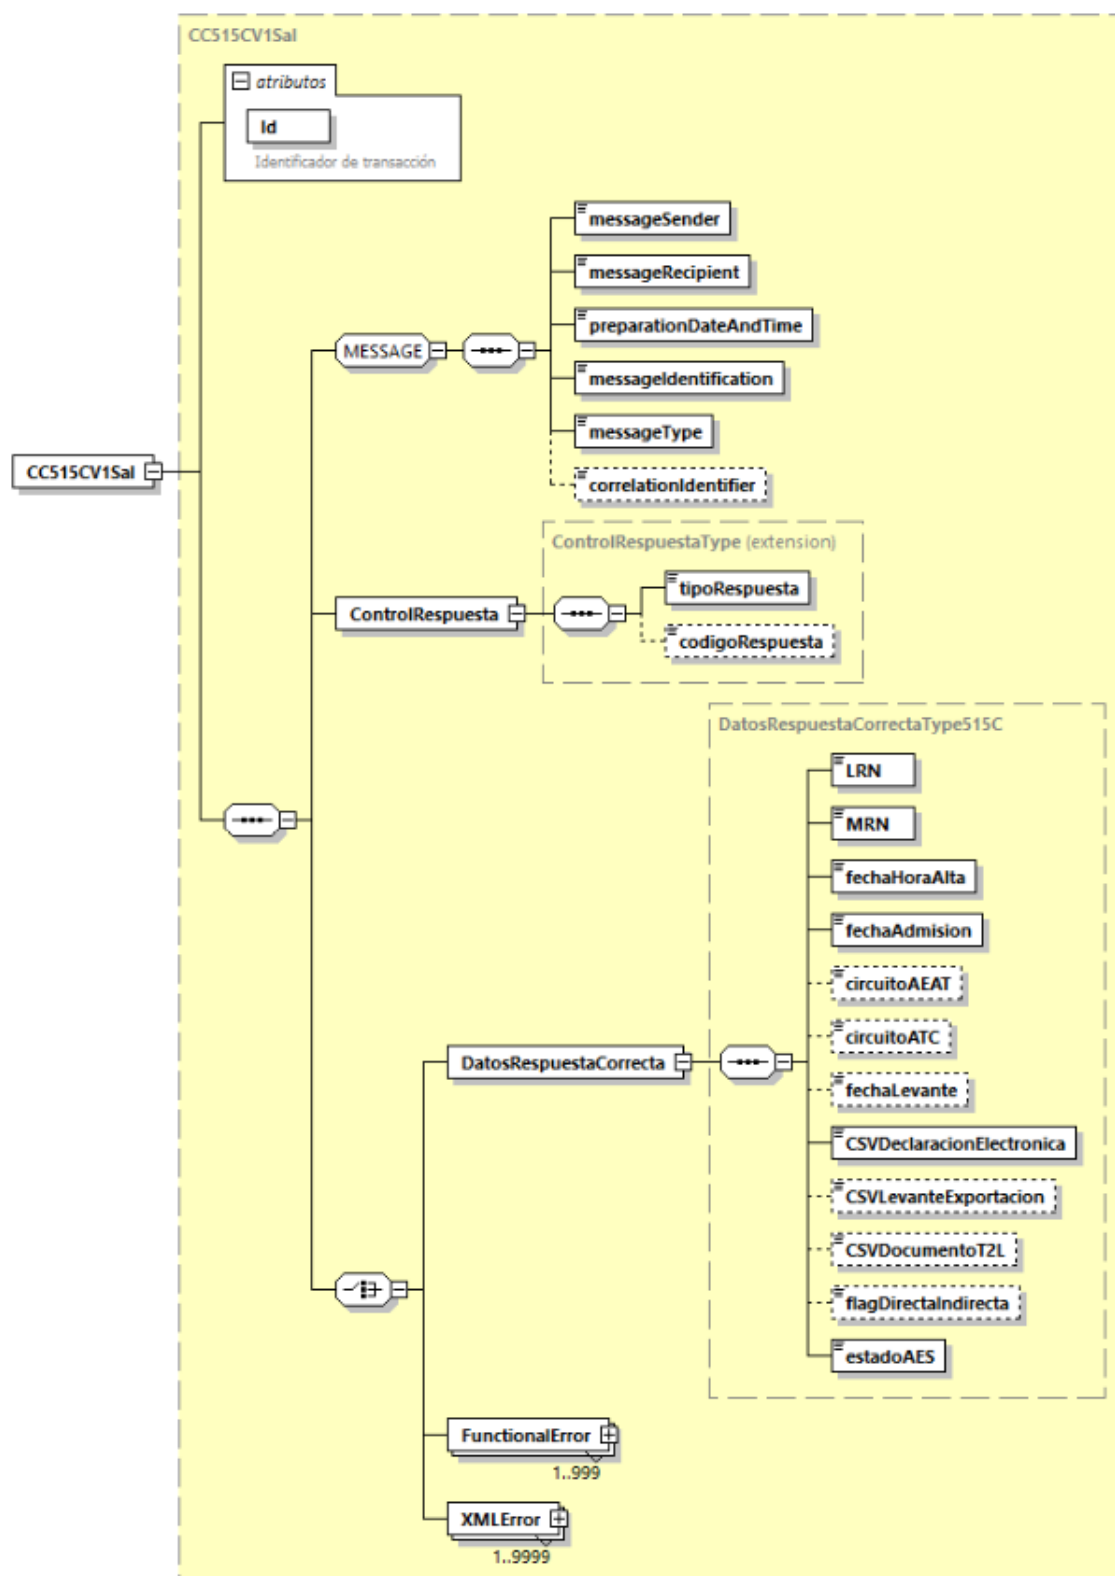 CC515CV1Sal
atributos
Id
Identificador de transacción
messageSender
messageRecipient
preparationDateAndTime
MESSAGE
messageIdentification
messageType
CC515CV1Sal
correlationIdentifier
ControlRespuestaType (extension)
tipoRespuesta
ControlRespuesta
codigoRespuesta
DatosRespuestaCorrectaType515C
LRN
MRN
fechaHoraAlta
fechaAdmision
circuitoAEAT
circuitoATC
DatosRespuestaCorrecta
fechaLevante
CSVDeclaracionElectronica
CSVLevanteExportacion
CSVDocumentoT2L
flagDirectaIndirecta
estadoAES
FunctionalError
1..999
XMLError
1..9999